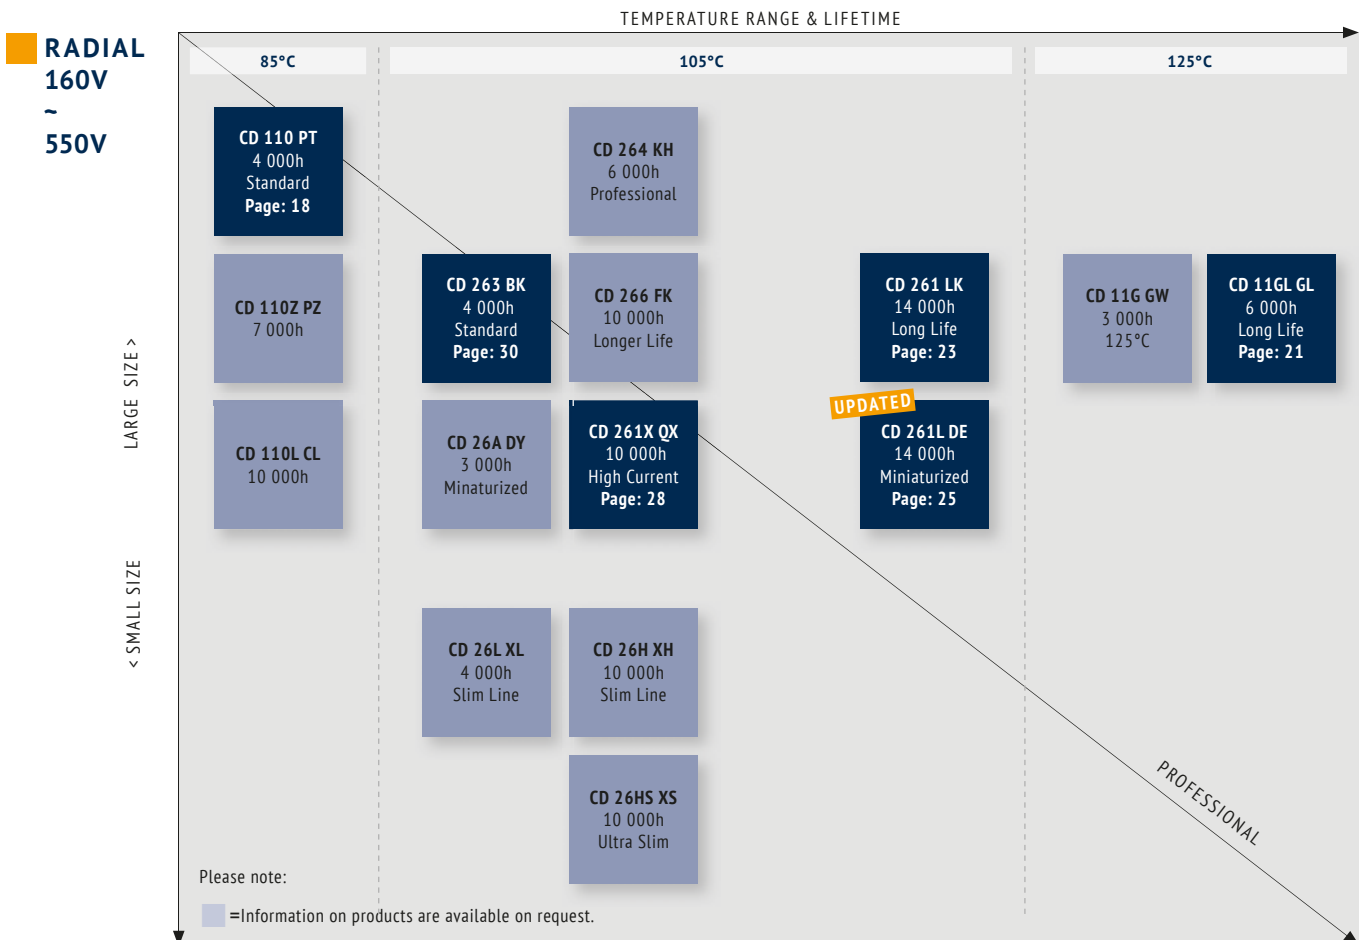 TEMPERATURE RANGE & LIFETIME
RADIAL
160V
~
550V
85°C
105°C
125°C
CD 110 PT
4 000h
Standard
Page: 18
CD 264 KH
6 000h
Professional
CD 110Z PZ
7 000h
CD 263 BK
4 000h
Standard
Page: 30
CD 266 FK
10 000h
Longer Life
CD 261 LK
14 000h
Long Life
Page: 23
CD 11G GW
3 000h
125°C
CD 11GL GL
6 000h
Long Life
Page: 21
LARGE SIZE >
CD 110L CL
10 000h
CD 26A DY
3 000h
Minaturized
CD 261X QX
10 000h
High Current
Page: 28
UPDATED
CD 261L DE
14 000h
Miniaturized
Page: 25
< SMALL SIZE
CD 26L XL
4 000h
Slim Line
CD 26H XH
10 000h
Slim Line
CD 26HS XS
10 000h
Ultra Slim
PROFESSIONAL
Please note:
=Information on products are available on request.